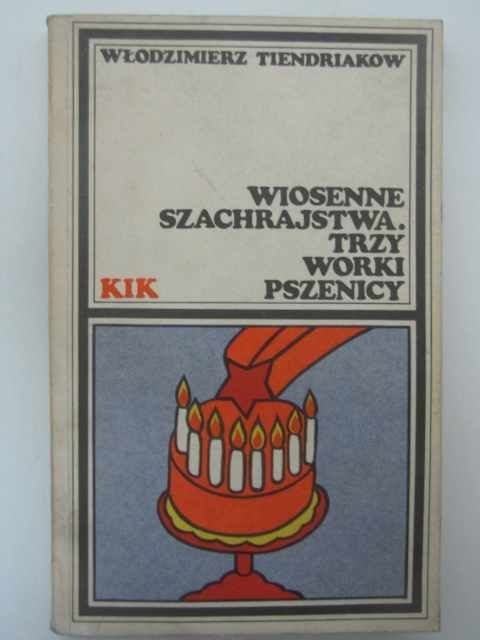 WŁODZIMIERZ TIENDRIAKOW
WIOSENNE
SZACHRAJSTWA.
TRZY
WORKI
KIK PSZENICY